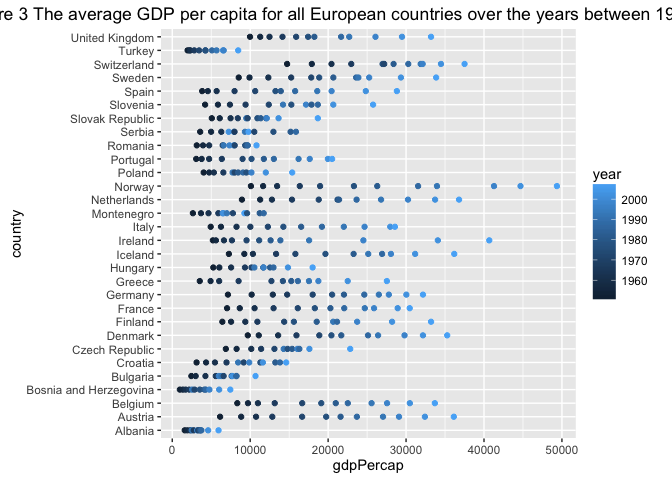 re 3 The average GDP per capita for all European countries over the years between 19
United Kingdom
Turkey
Switzerland
Sweden
Spain
Slovenia
Slovak Republic
Serbia
Romania
Portugal
Poland
Norway
Netherlands
Montenegro
Italy
Ireland
Iceland
Hungary
Greece
Germany
France
Finland
Denmark
Czech Republic
Croatia
Bulgaria
Bosnia and Herzegovina
Belgium
Austria
Albania
country
0 10000 20000 30000 40000 50000
gdpPercap
year
2000
1990
1980
1970
1960